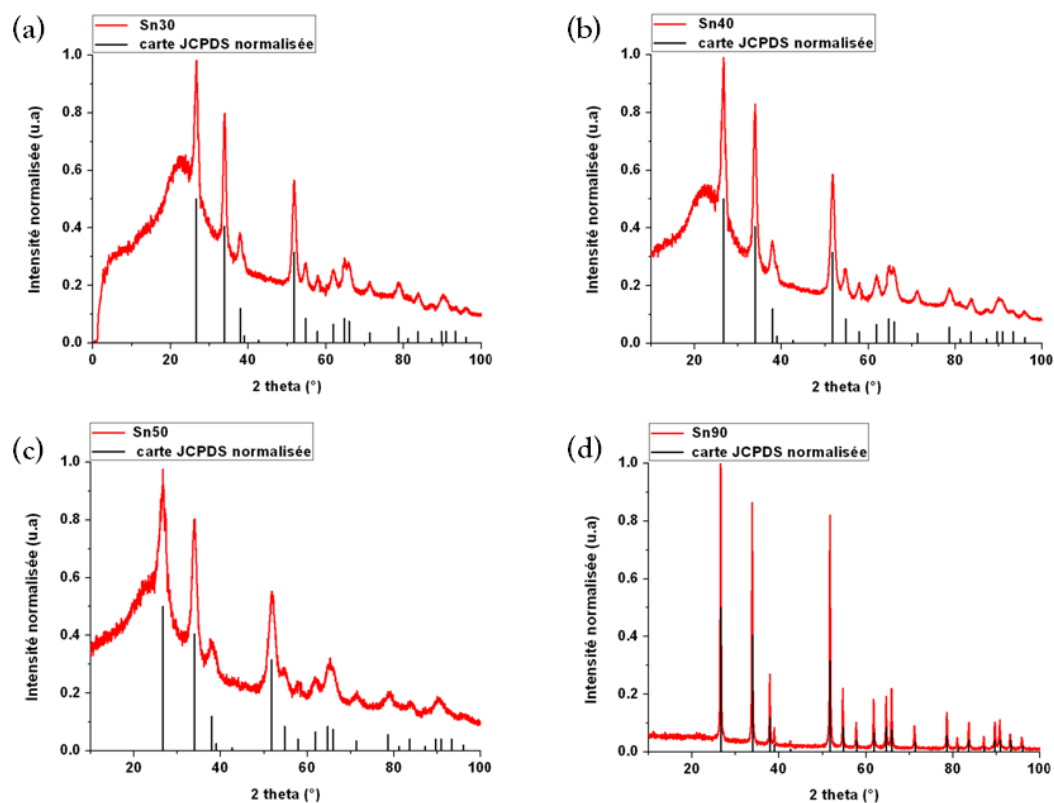 (a)
Sn30
carte JCPDS normalisée
Intensité normalisée (u.a)
1.0
0.8
0.6
0.4
0.2
0.0
0 20 40 60 80 100
2 theta (°)
(b)
Sn40
carte JCPDS normalisée
Intensité normalisée (u.a)
1.0
0.8
0.6
0.4
0.2
0.0
20 40 60 80 100
2 theta (°)
(c)
Sn50
carte JCPDS normalisée
Intensité normalisée (u.a)
1.0
0.8
0.6
0.4
0.2
0.0
20 40 60 80 100
2 theta (°)
(d)
Sn90
carte JCPDS normalisée
Intensité normalisée (u.a)
1.0
0.8
0.6
0.4
0.2
0.0
20 40 60 80 100
2 theta (°)